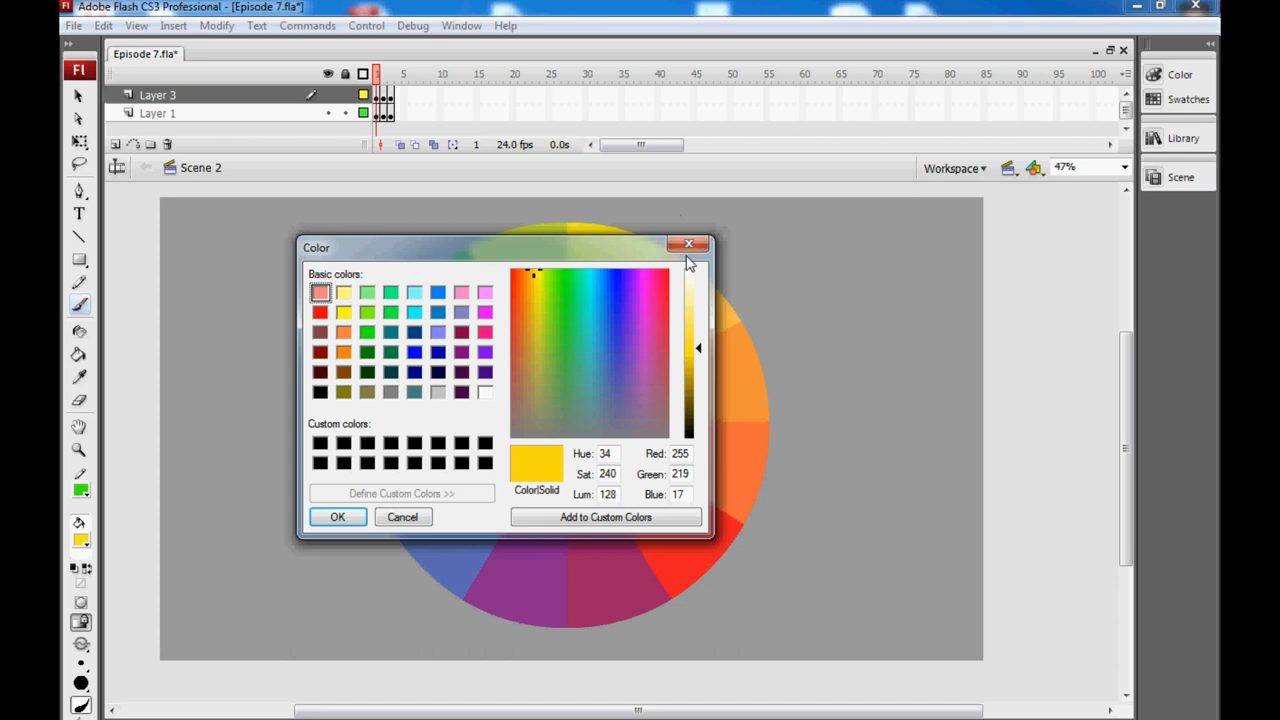 Fl Adobe Flash CS3 Professional - [Episode 7.fla*]
File Edit View Insert Modify Text Commands Control Debug Window Help
Episode 7.fla*
Fl
1 5 10 15 20 25 30 35 40 45 50 55 60 65 70 75 80 85 90 95 100
Layer 3
Layer 1
1 24.0 fps 0.0s
Scene 2 Workspace 47%
Color
Swatches
Library
Scene
T
Color
Basic colors:
Custom colors:
Define Custom Colors >>
OK Cancel
Color|Solid
Hue: 34 Red: 255
Sat: 240 Green: 219
Lum: 128 Blue: 17
Add to Custom Colors